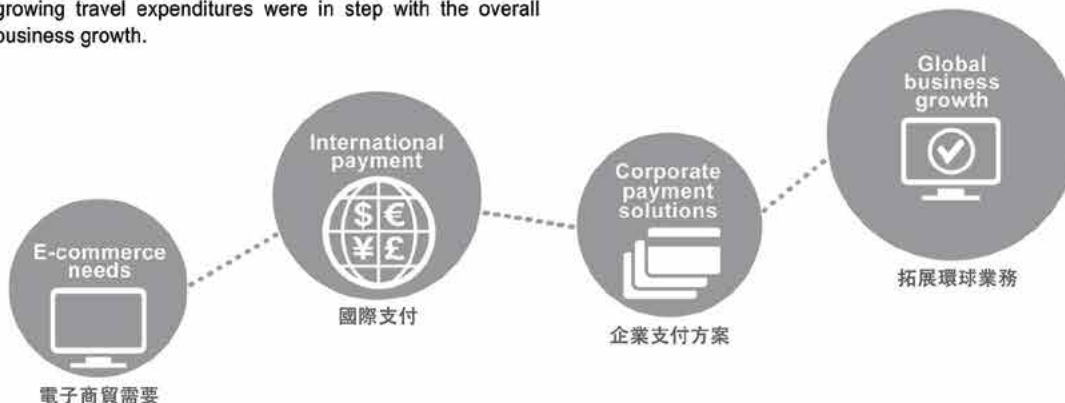 growing travel expenditures were in step with the overall
business growth.
E-commerce
needs
電子商貿需要
International
payment
$ €
¥ £
國際支付
Corporate
payment
solutions
企業支付方案
Global
business
growth
拓展環球業務